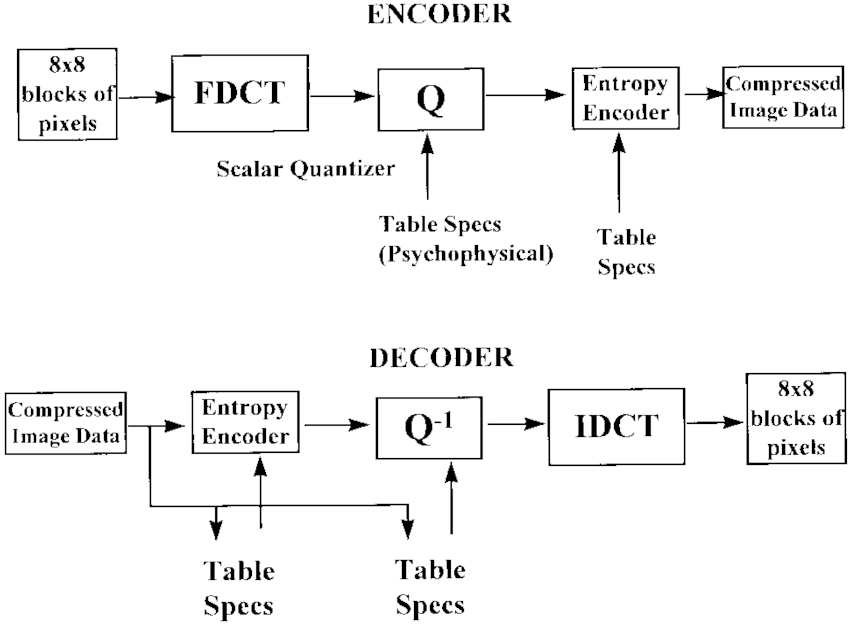 ENCODER
8x8
blocks of
pixels
FDCT
Q
Entropy
Encoder
Compressed
Image Data
Scalar Quantizer
Table Specs
(Psychophysical)
Table
Specs
DECODER
Compressed
Image Data
Entropy
Encoder
Q-1
IDCT
8x8
blocks of
pixels
Table
Specs
Table
Specs